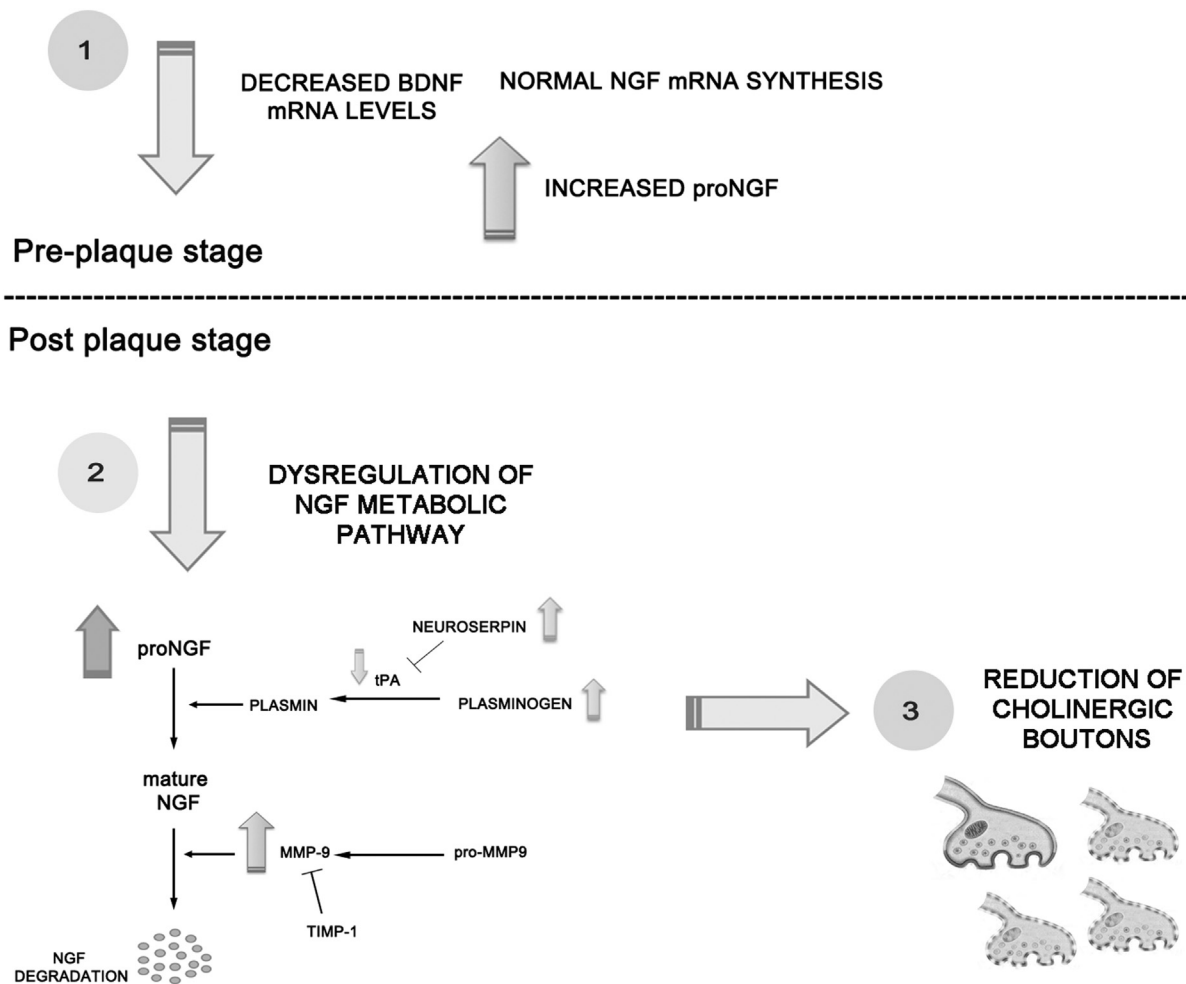 1
DECREASED BDNF
mRNA LEVELS
NORMAL NGF mRNA SYNTHESIS
INCREASED proNGF
Pre-plaque stage
Post plaque stage
2
DYSREGULATION OF
NGF METABOLIC
PATHWAY
NEUROSERPIN
proNGF
tPA
PLASMIN
PLASMINOGEN
3
REDUCTION OF
CHOLINERGIC
BOUTONS
mature
NGF
MMP-9
pro-MMP9
TIMP-1
NGF
DEGRADATION